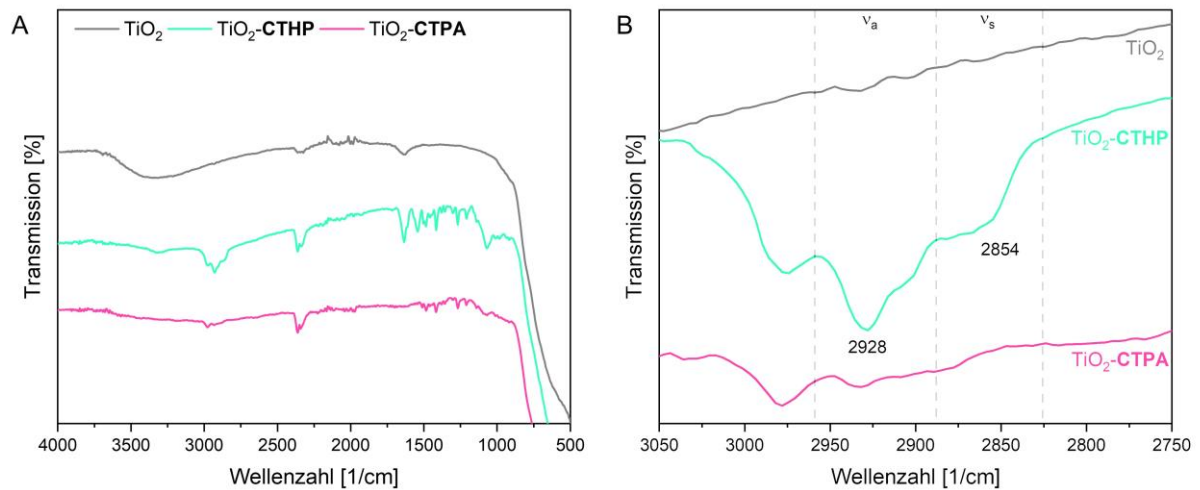 A
TiO₂ TiO₂-CTHP TiO₂-CTPA
Transmission [%]
4000 3500 3000 2500 2000 1500 1000 500
Wellenzahl [1/cm]
B
νa νs
TiO₂
TiO₂-CTHP
2854
2928
TiO₂-CTPA
Transmission [%]
3050 3000 2950 2900 2850 2800 2750
Wellenzahl [1/cm]